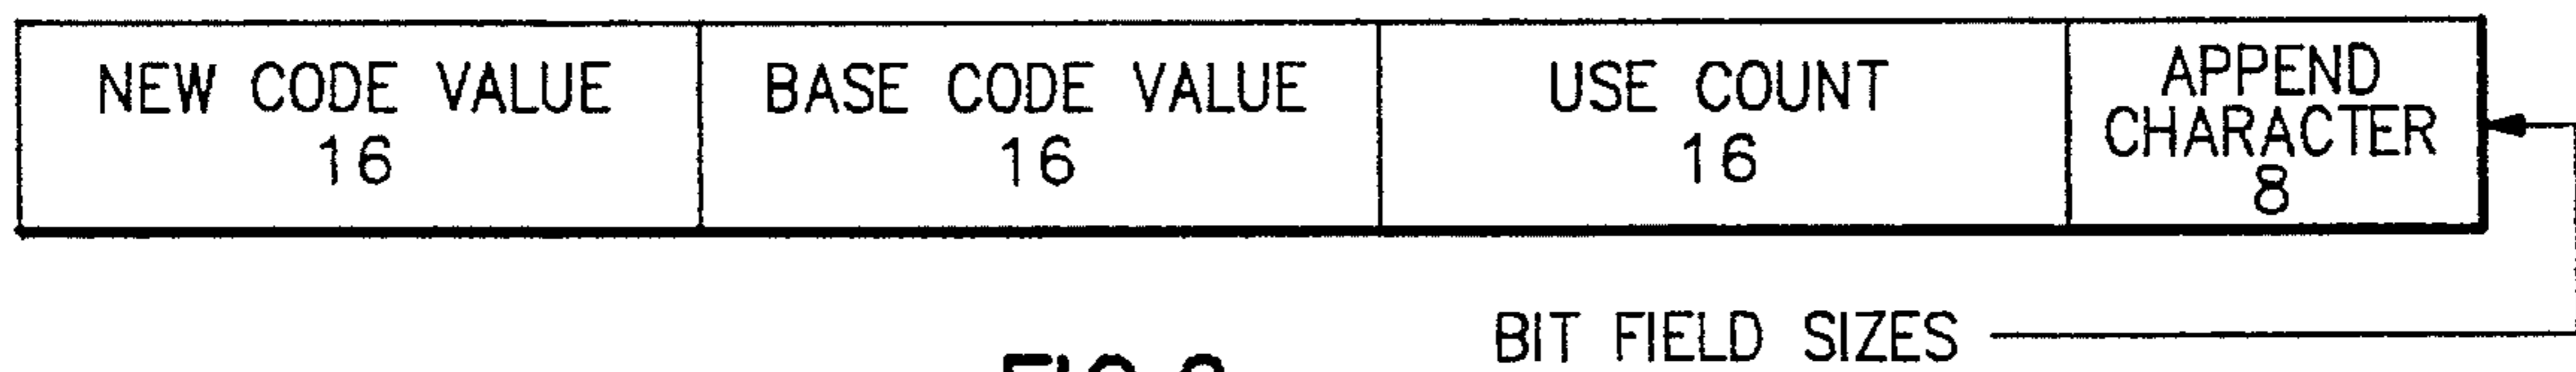 NEW CODE VALUE
16
BASE CODE VALUE
16
USE COUNT
16
APPEND
CHARACTER
8
BIT FIELD SIZES